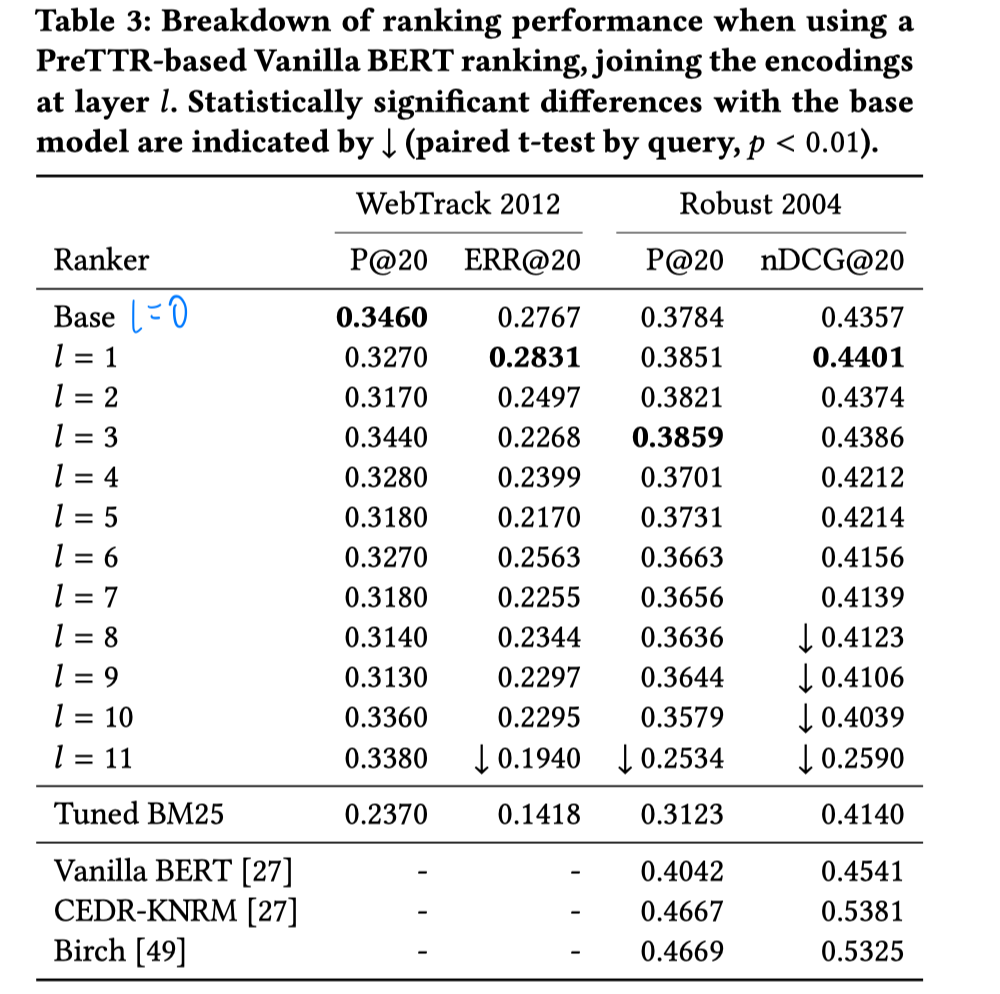 Table 3: Breakdown of ranking performance when using a
PreTTR-based Vanilla BERT ranking, joining the encodings
at layer l. Statistically significant differences with the base
model are indicated by ↓ (paired t-test by query, p < 0.01).
WebTrack 2012 Robust 2004
Ranker P@20 ERR@20 P@20 nDCG@20
Base l=0 0.3460 0.2767 0.3784 0.4357
l = 1 0.3270 0.2831 0.3851 0.4401
l = 2 0.3170 0.2497 0.3821 0.4374
l = 3 0.3440 0.2268 0.3859 0.4386
l = 4 0.3280 0.2399 0.3701 0.4212
l = 5 0.3180 0.2170 0.3731 0.4214
l = 6 0.3270 0.2563 0.3663 0.4156
l = 7 0.3180 0.2255 0.3656 0.4139
l = 8 0.3140 0.2344 0.3636 ↓ 0.4123
l = 9 0.3130 0.2297 0.3644 ↓ 0.4106
l = 10 0.3360 0.2295 0.3579 ↓ 0.4039
l = 11 0.3380 ↓ 0.1940 ↓ 0.2534 ↓ 0.2590
Tuned BM25 0.2370 0.1418 0.3123 0.4140
Vanilla BERT [27] - - 0.4042 0.4541
CEDR-KNRM [27] - - 0.4667 0.5381
Birch [49] - - 0.4669 0.5325